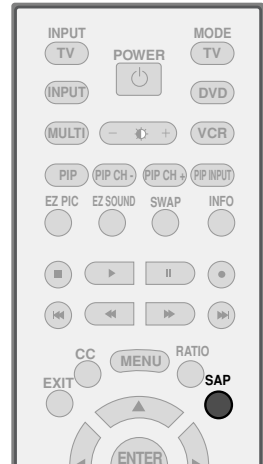 INPUT MODE
TV POWER TV
INPUT DVD
MULTI - + VCR
PIP PIP CH - PIP CH + PIP INPUT
EZ PIC EZ SOUND SWAP INFO
CC MENU RATIO
EXIT SAP
ENTER